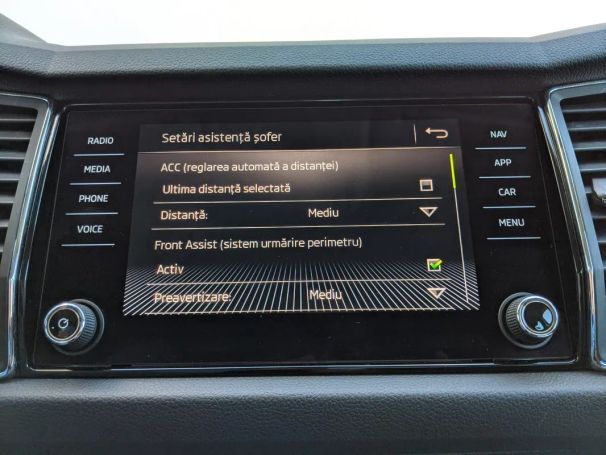 RADIO
MEDIA
PHONE
VOICE
Setări asistență șofer
ACC (reglarea automată a distanței)
Ultima distanță selectată
Distanță: Mediu
Front Assist (sistem urmărire perimetru)
Activ
Preavertizare: Mediu
NAV
APP
CAR
MENU